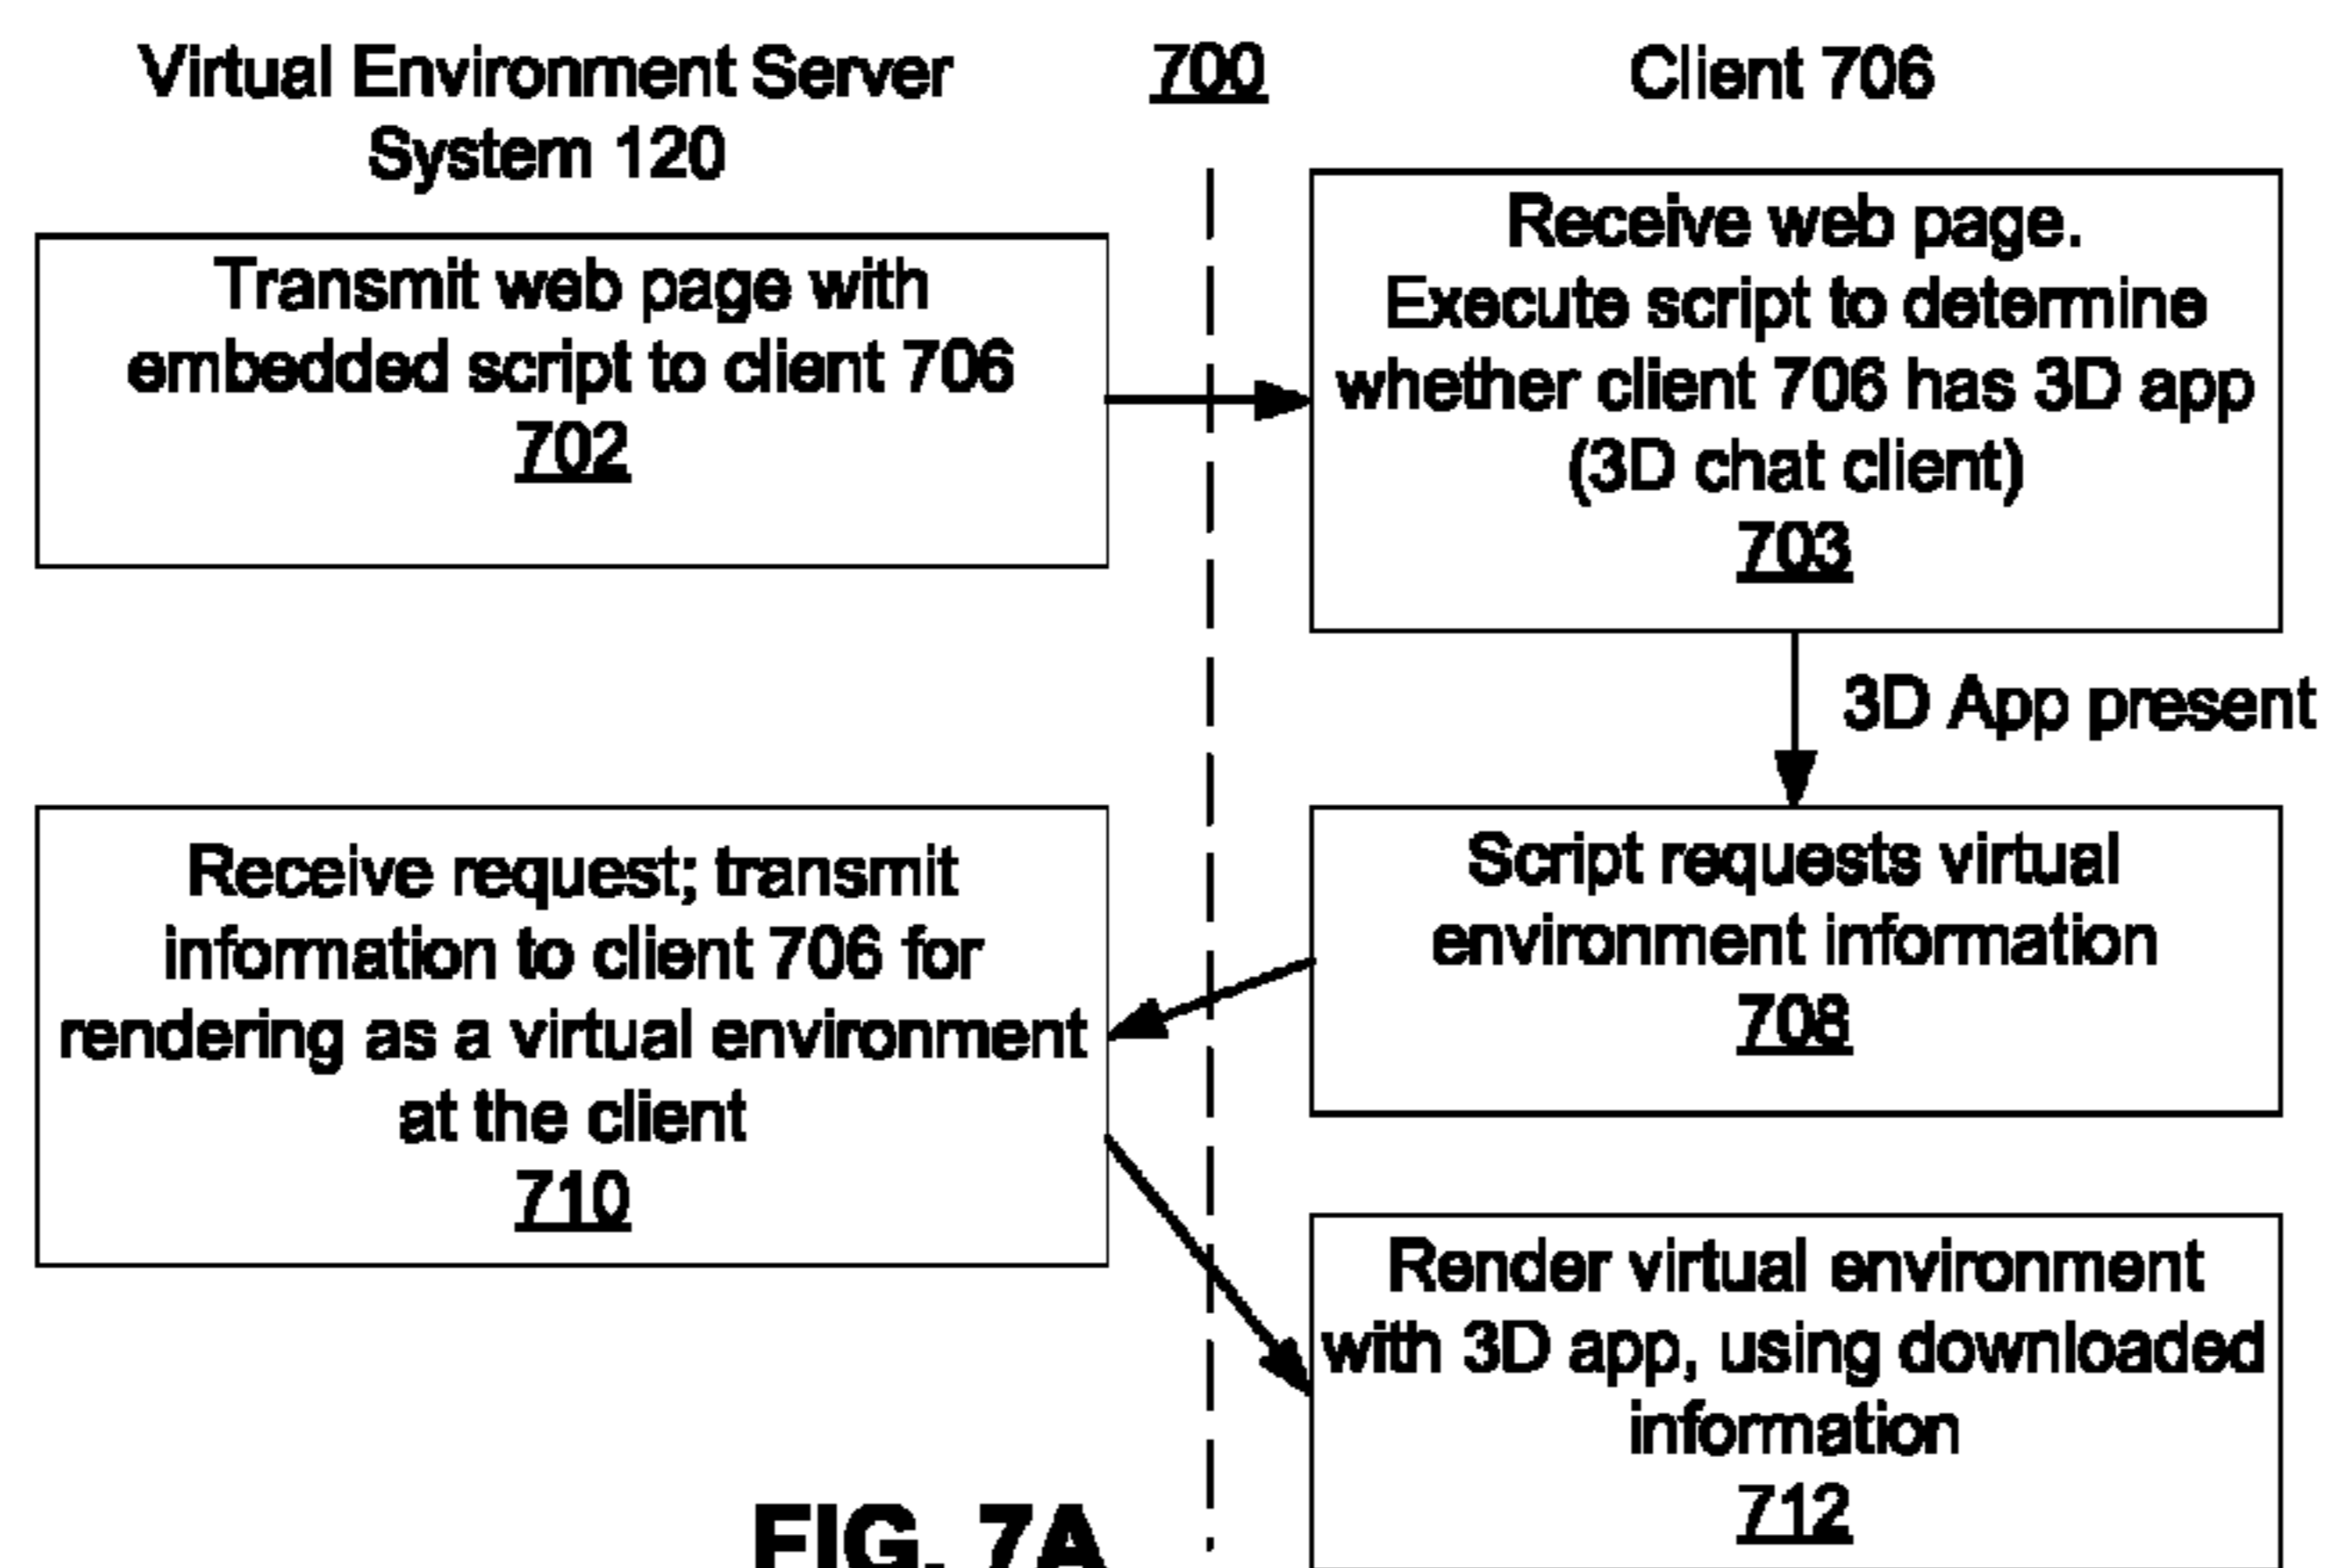 Virtual Environment Server
System 120
700
Client 706
Transmit web page with
embedded script to client 706
702
Receive web page.
Execute script to determine
whether client 706 has 3D app
(3D chat client)
703
3D App present
Script requests virtual
environment information
708
Receive request; transmit
information to client 706 for
rendering as a virtual environment
at the client
710
Render virtual environment
with 3D app, using downloaded
information
712
FIG. 7A